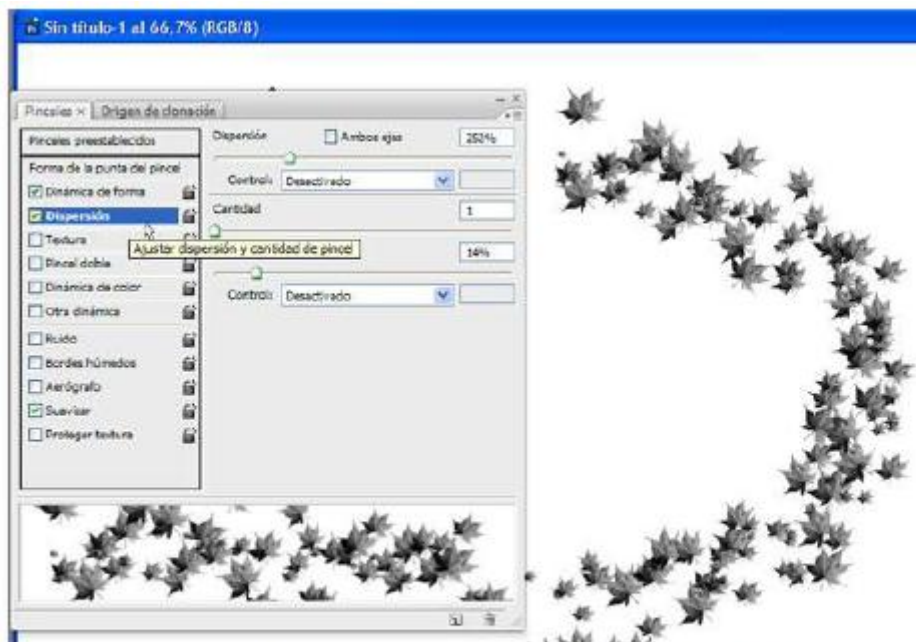 Sin título-1 al 66,7% (RGB/8)
Pinceles × Origen de clonación
Pinceles preestablecidos
Forma de la punta del pincel
Dinámica de forma
Dispersión
Textura
Pincel doble
Dinámica de color
Otra dinámica
Ruido
Bordes húmedos
Aerógrafo
Suavizar
Proteger textura
Dispersión Ambos ejes 252%
Control: Desactivado
Cantidad 1
Ajustar dispersión y cantidad de pincel
14%
Control: Desactivado